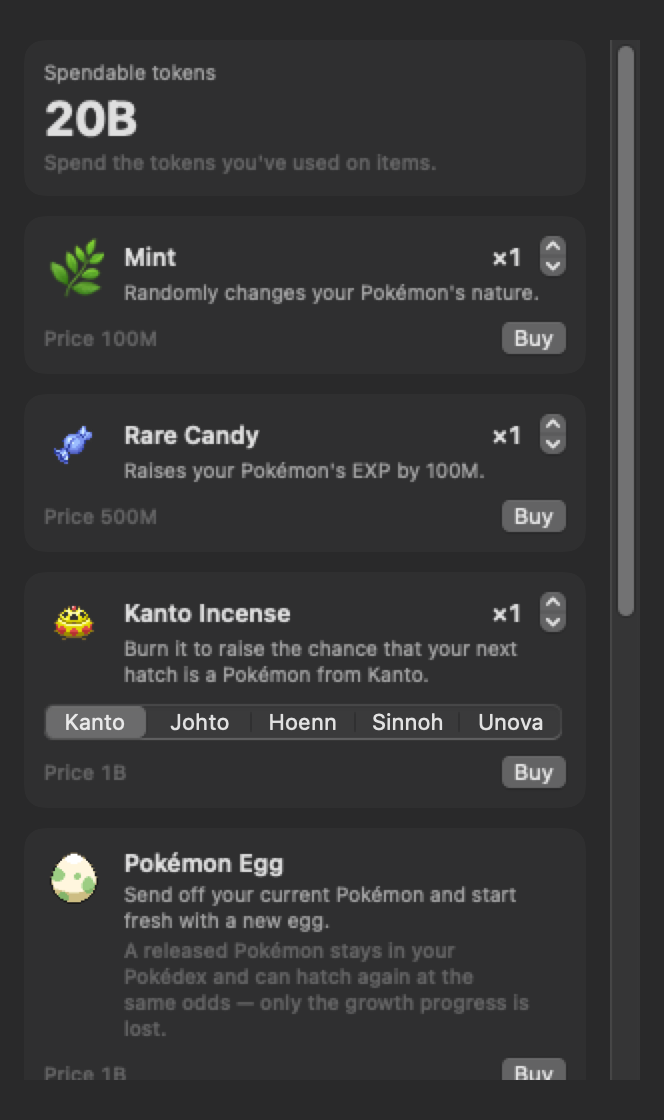 Spendable tokens
20B
Spend the tokens you've used on items.
Mint ×1
Randomly changes your Pokémon's nature.
Price 100M Buy
Rare Candy ×1
Raises your Pokémon's EXP by 100M.
Price 500M Buy
Kanto Incense ×1
Burn it to raise the chance that your next
hatch is a Pokémon from Kanto.
Kanto Johto Hoenn Sinnoh Unova
Price 1B Buy
Pokémon Egg
Send off your current Pokémon and start
fresh with a new egg.
A released Pokémon stays in your
Pokédex and can hatch again at the
same odds — only the growth progress is
lost.
Price 1B Buy